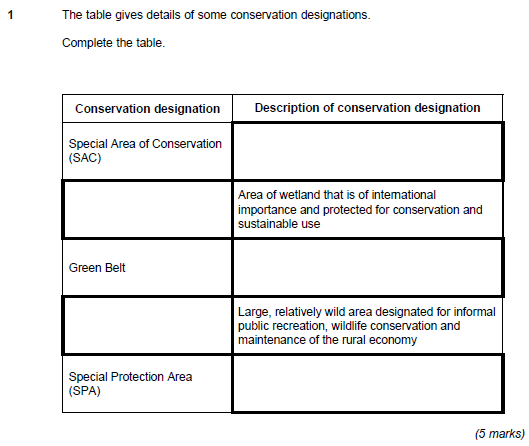 1 The table gives details of some conservation designations.
Complete the table.
Conservation designation Description of conservation designation
Special Area of Conservation
(SAC)
Area of wetland that is of international
importance and protected for conservation and
sustainable use
Green Belt
Large, relatively wild area designated for informal
public recreation, wildlife conservation and
maintenance of the rural economy
Special Protection Area
(SPA)
(5 marks)